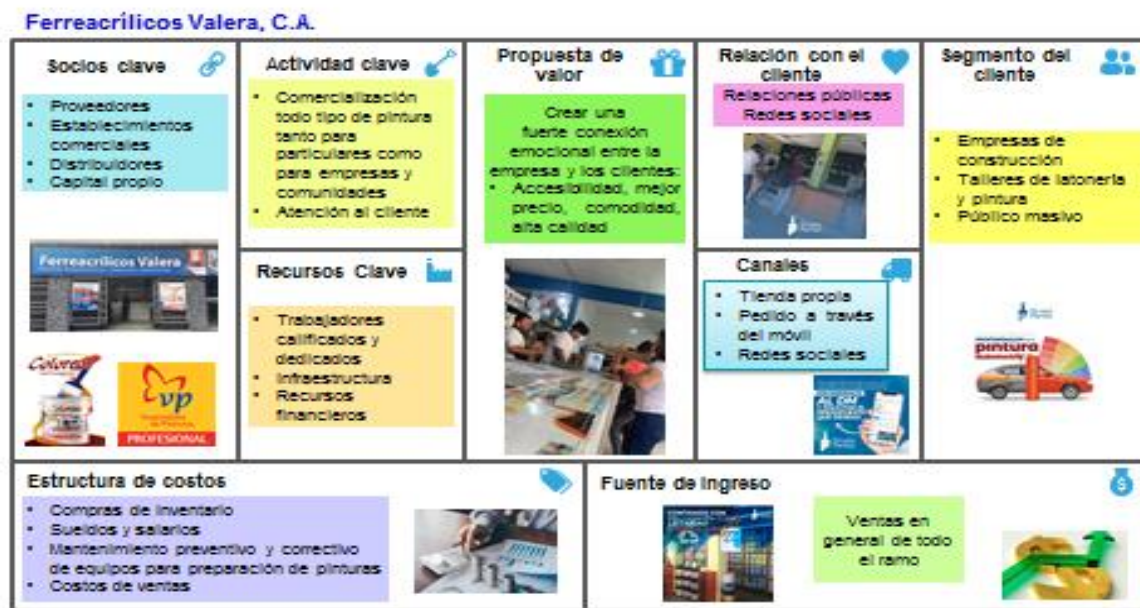 Ferreacrílicos Valera, C.A.
Socios clave
• Proveedores
• Establecimientos
comerciales
• Distribuidores
• Capital propio
Ferreacrílicos Valera
vp
PROFESIONAL
Actividad clave
• Comercialización
todo tipo de pintura
tanto para
particulares como
para empresas y
comunidades
• Atención al cliente
Recursos Clave
• Trabajadores
calificados y
dedicados
• Infraestructura
• Recursos
financieros
Propuesta de
valor
Crear una
fuerte conexión
emocional entre la
empresa y los clientes:
• Accesibilidad, mejor
precio, comodidad,
alta calidad
Relación con el
cliente
Relaciones públicas
Redes sociales
Canales
• Tienda propia
• Pedido a través
del móvil
• Redes sociales
AL DM
Segmento del
cliente
• Empresas de
construcción
• Talleres de latonería
y pintura
• Público masivo
pintura
Estructura de costos
• Compras de inventario
• Sueldos y salarios
• Mantenimiento preventivo y correctivo
de equipos para preparación de pinturas
• Costos de ventas
Fuente de Ingreso
Ventas en
general de todo
el ramo